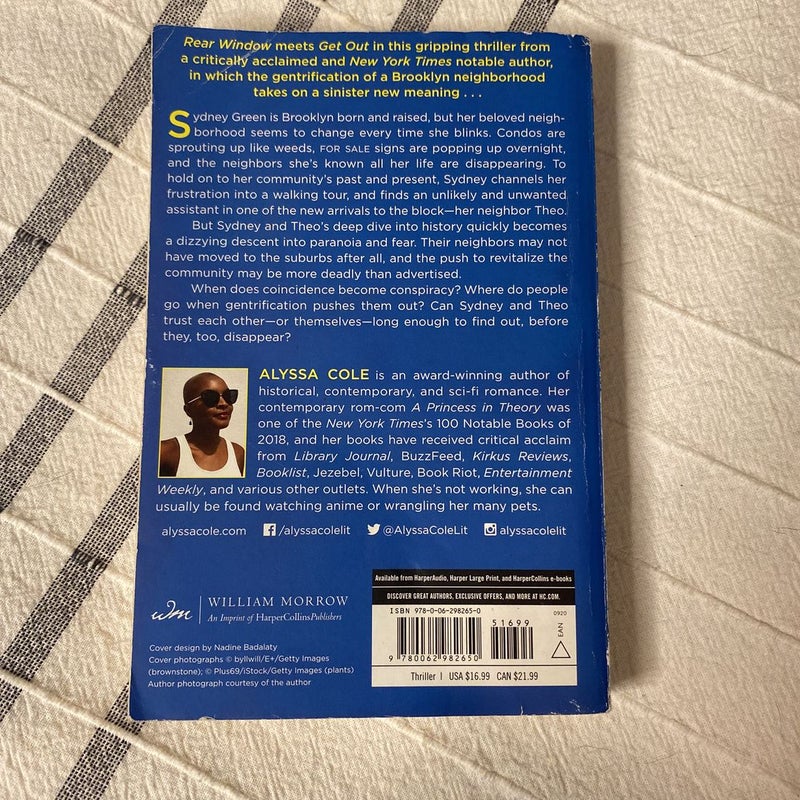 Rear Window meets Get Out in this gripping thriller from
a critically acclaimed and New York Times notable author,
in which the gentrification of a Brooklyn neighborhood
takes on a sinister new meaning . . .
Sydney Green is Brooklyn born and raised, but her beloved neigh-
borhood seems to change every time she blinks. Condos are
sprouting up like weeds, FOR SALE signs are popping up overnight,
and the neighbors she's known all her life are disappearing. To
hold on to her community's past and present, Sydney channels her
frustration into a walking tour, and finds an unlikely and unwanted
assistant in one of the new arrivals to the block—her neighbor Theo.
But Sydney and Theo's deep dive into history quickly becomes
a dizzying descent into paranoia and fear. Their neighbors may not
have moved to the suburbs after all, and the push to revitalize the
community may be more deadly than advertised.
When does coincidence become conspiracy? Where do people
go when gentrification pushes them out? Can Sydney and Theo
trust each other—or themselves—long enough to find out, before
they, too, disappear?
ALYSSA COLE is an award-winning author of
historical, contemporary, and sci-fi romance. Her
contemporary rom-com A Princess in Theory was
one of the New York Times's 100 Notable Books of
2018, and her books have received critical acclaim
from Library Journal, BuzzFeed, Kirkus Reviews,
Booklist, Jezebel, Vulture, Book Riot, Entertainment
Weekly, and various other outlets. When she's not working, she can
usually be found watching anime or wrangling her many pets.
alyssacole.com /alyssacolelit @AlyssaColeLit alyssacolelit
wm WILLIAM MORROW
An Imprint of HarperCollinsPublishers
Cover design by Nadine Badalaty
Cover photographs © byllwill/E+/Getty Images
(brownstone); © Plus69/iStock/Getty Images (plants)
Author photograph courtesy of the author
Available from HarperAudio, Harper Large Print, and HarperCollins e-books
DISCOVER GREAT AUTHORS, EXCLUSIVE OFFERS, AND MORE AT HC.COM.
ISBN 978-0-06-298265-0
0920
51699
EAN
9 780062 982650
Thriller | USA $16.99 CAN $21.99